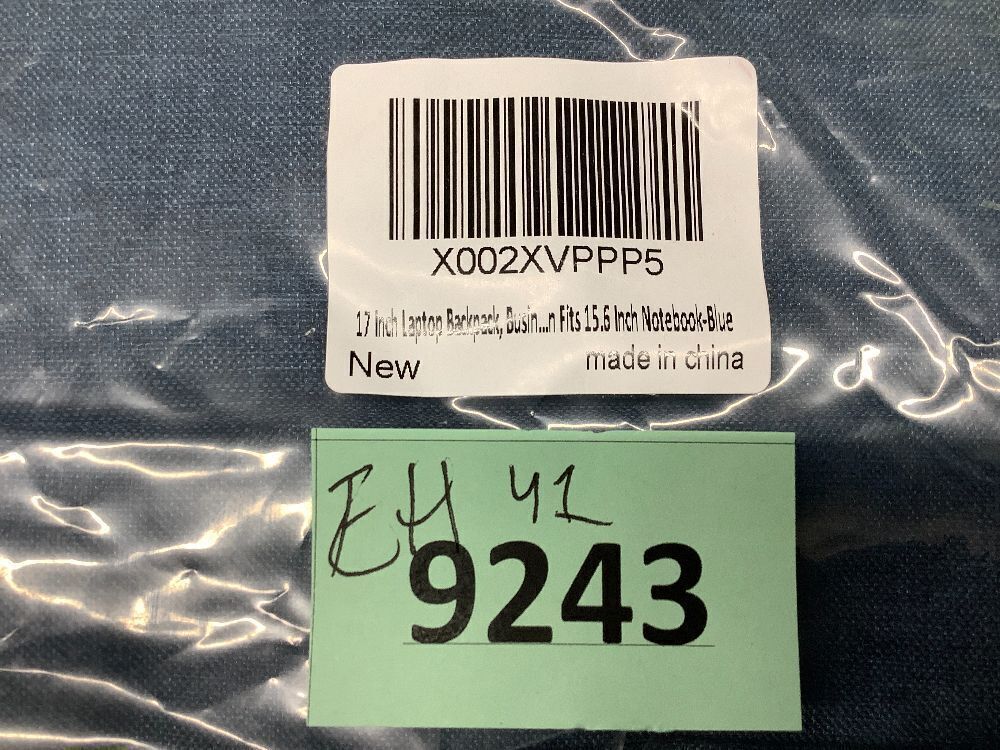 X002XVPPP5
17 Inch Laptop Backpack, Busin...n Fits 15.6 Inch Notebook-Blue
New made in china
EH 41
9243